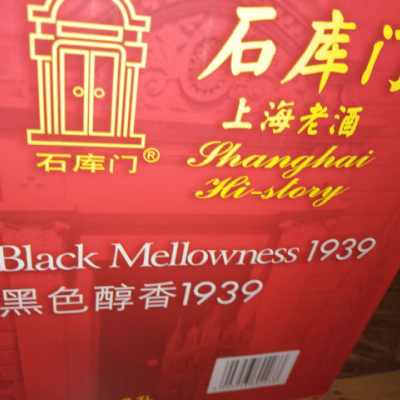 石库门
上海老酒
石库门®
Shanghai
Hi-story
Black Mellowness 1939
黑色醇香1939